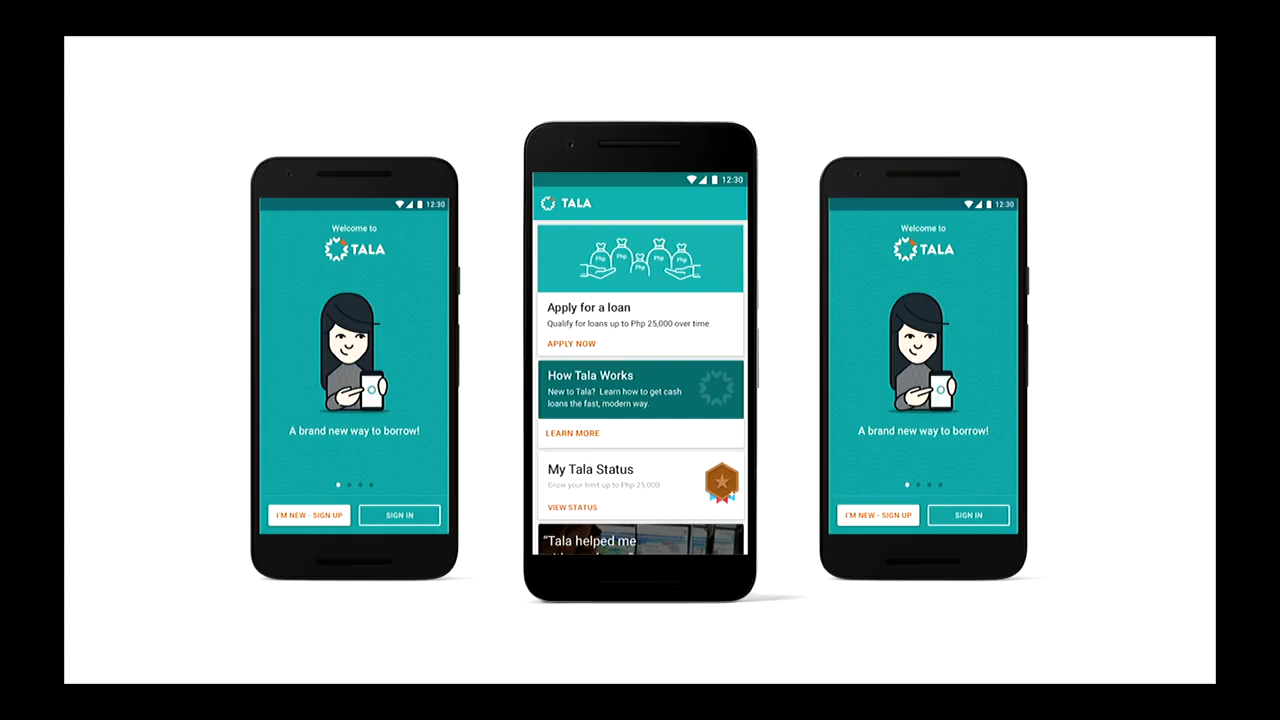 12:30
Welcome to
TALA
A brand new way to borrow!
I'M NEW - SIGN UP
SIGN IN
12:30
TALA
Php Php Php Php Php
Apply for a loan
Qualify for loans up to Php 25,000 over time.
APPLY NOW
How Tala Works
New to Tala? Learn how to get cash
loans the fast, modern way.
LEARN MORE
My Tala Status
Grow your limit up to Php 25,000
VIEW STATUS
“Tala helped me
12:30
Welcome to
TALA
A brand new way to borrow!
I'M NEW - SIGN UP
SIGN IN